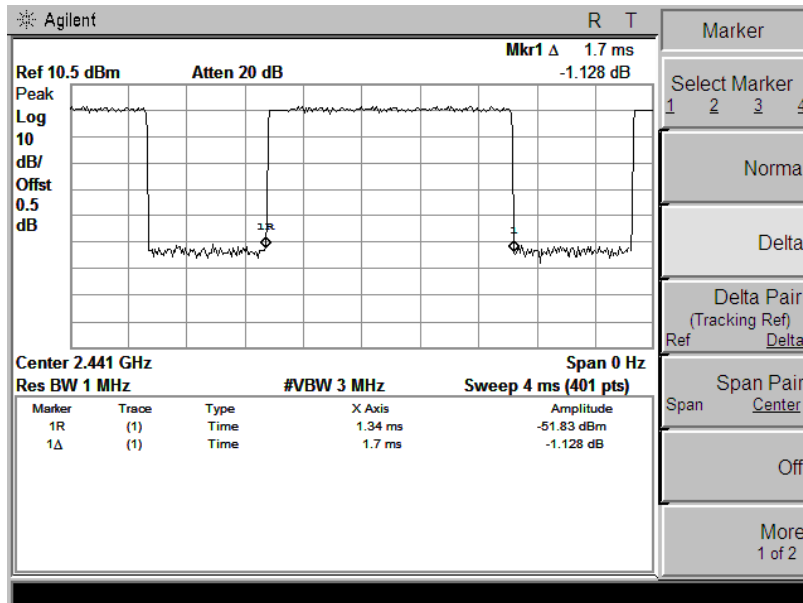 Agilent R T
Mkr1 Δ 1.7 ms
Ref 10.5 dBm Atten 20 dB -1.128 dB
Peak
Log
10
dB/
Offst
0.5
dB
1R
1
Center 2.441 GHz Span 0 Hz
Res BW 1 MHz #VBW 3 MHz Sweep 4 ms (401 pts)
Marker Trace Type X Axis Amplitude
1R (1) Time 1.34 ms -51.83 dBm
1Δ (1) Time 1.7 ms -1.128 dB
Marker
Select Marker
1 2 3 4
Norma
Delta
Delta Pair
(Tracking Ref)
Ref Delta
Span Pair
Span Center
Off
More
1 of 2